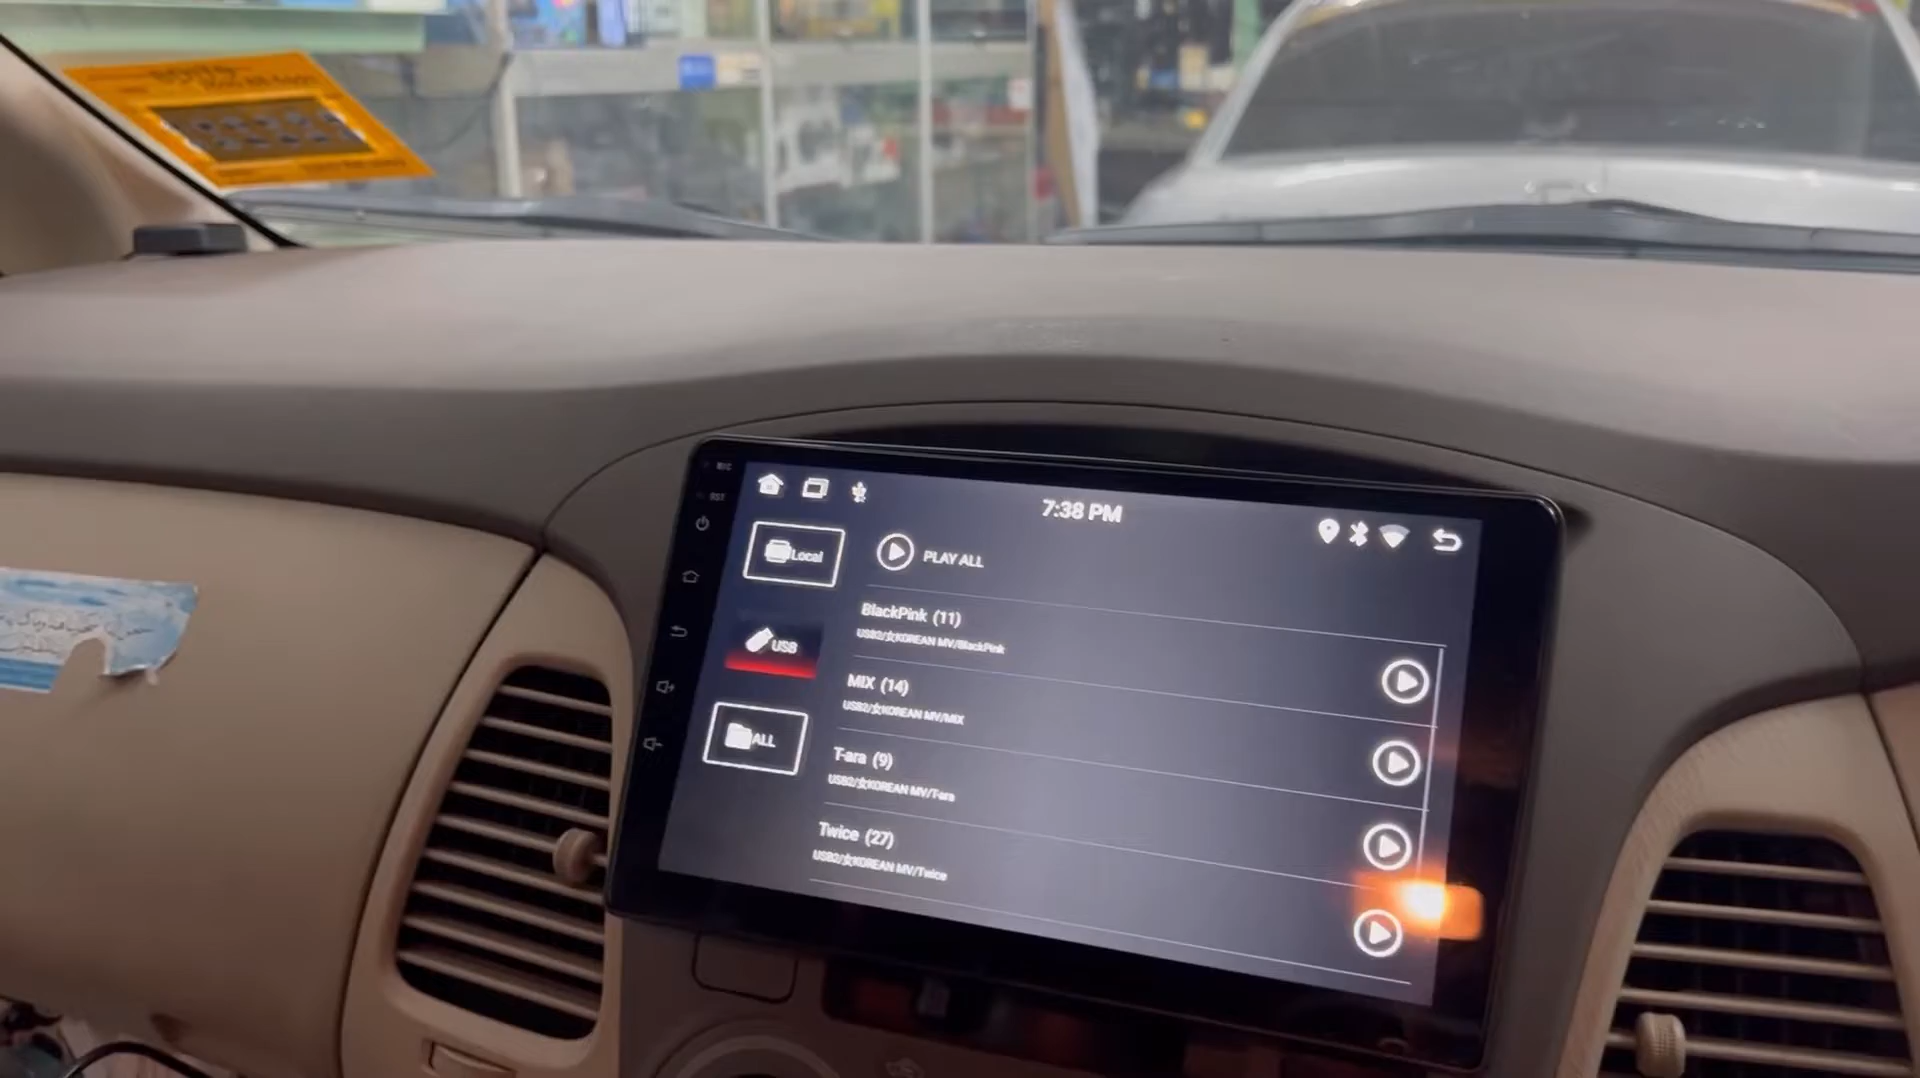 MIC
RST
7:38 PM
Local
PLAY ALL
BlackPink (11)
USB2/女KOREAN MV/BlackPink
USB
MIX (14)
USB2/女KOREAN MV/MIX
ALL
T-ara (9)
USB2/女KOREAN MV/T-ara
Twice (27)
USB2/女KOREAN MV/Twice